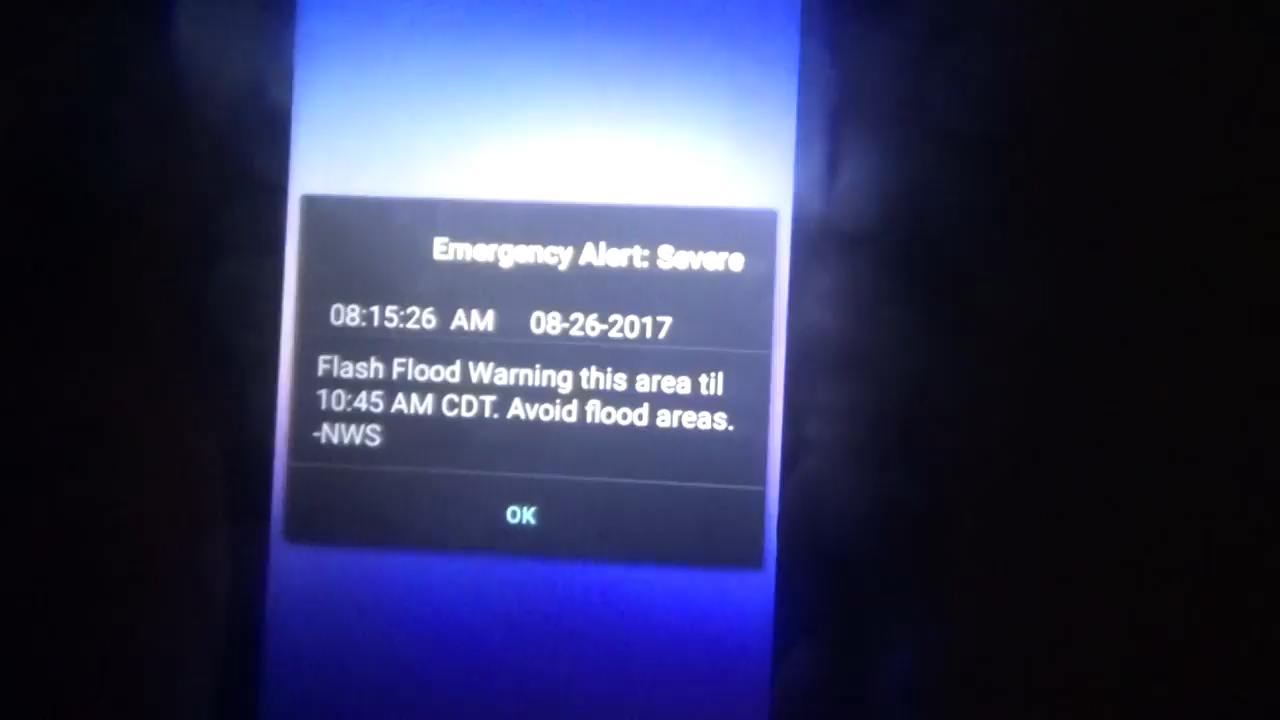 Emergency Alert: Severe
08:15:26 AM 08-26-2017
Flash Flood Warning this area til
10:45 AM CDT. Avoid flood areas.
-NWS
OK